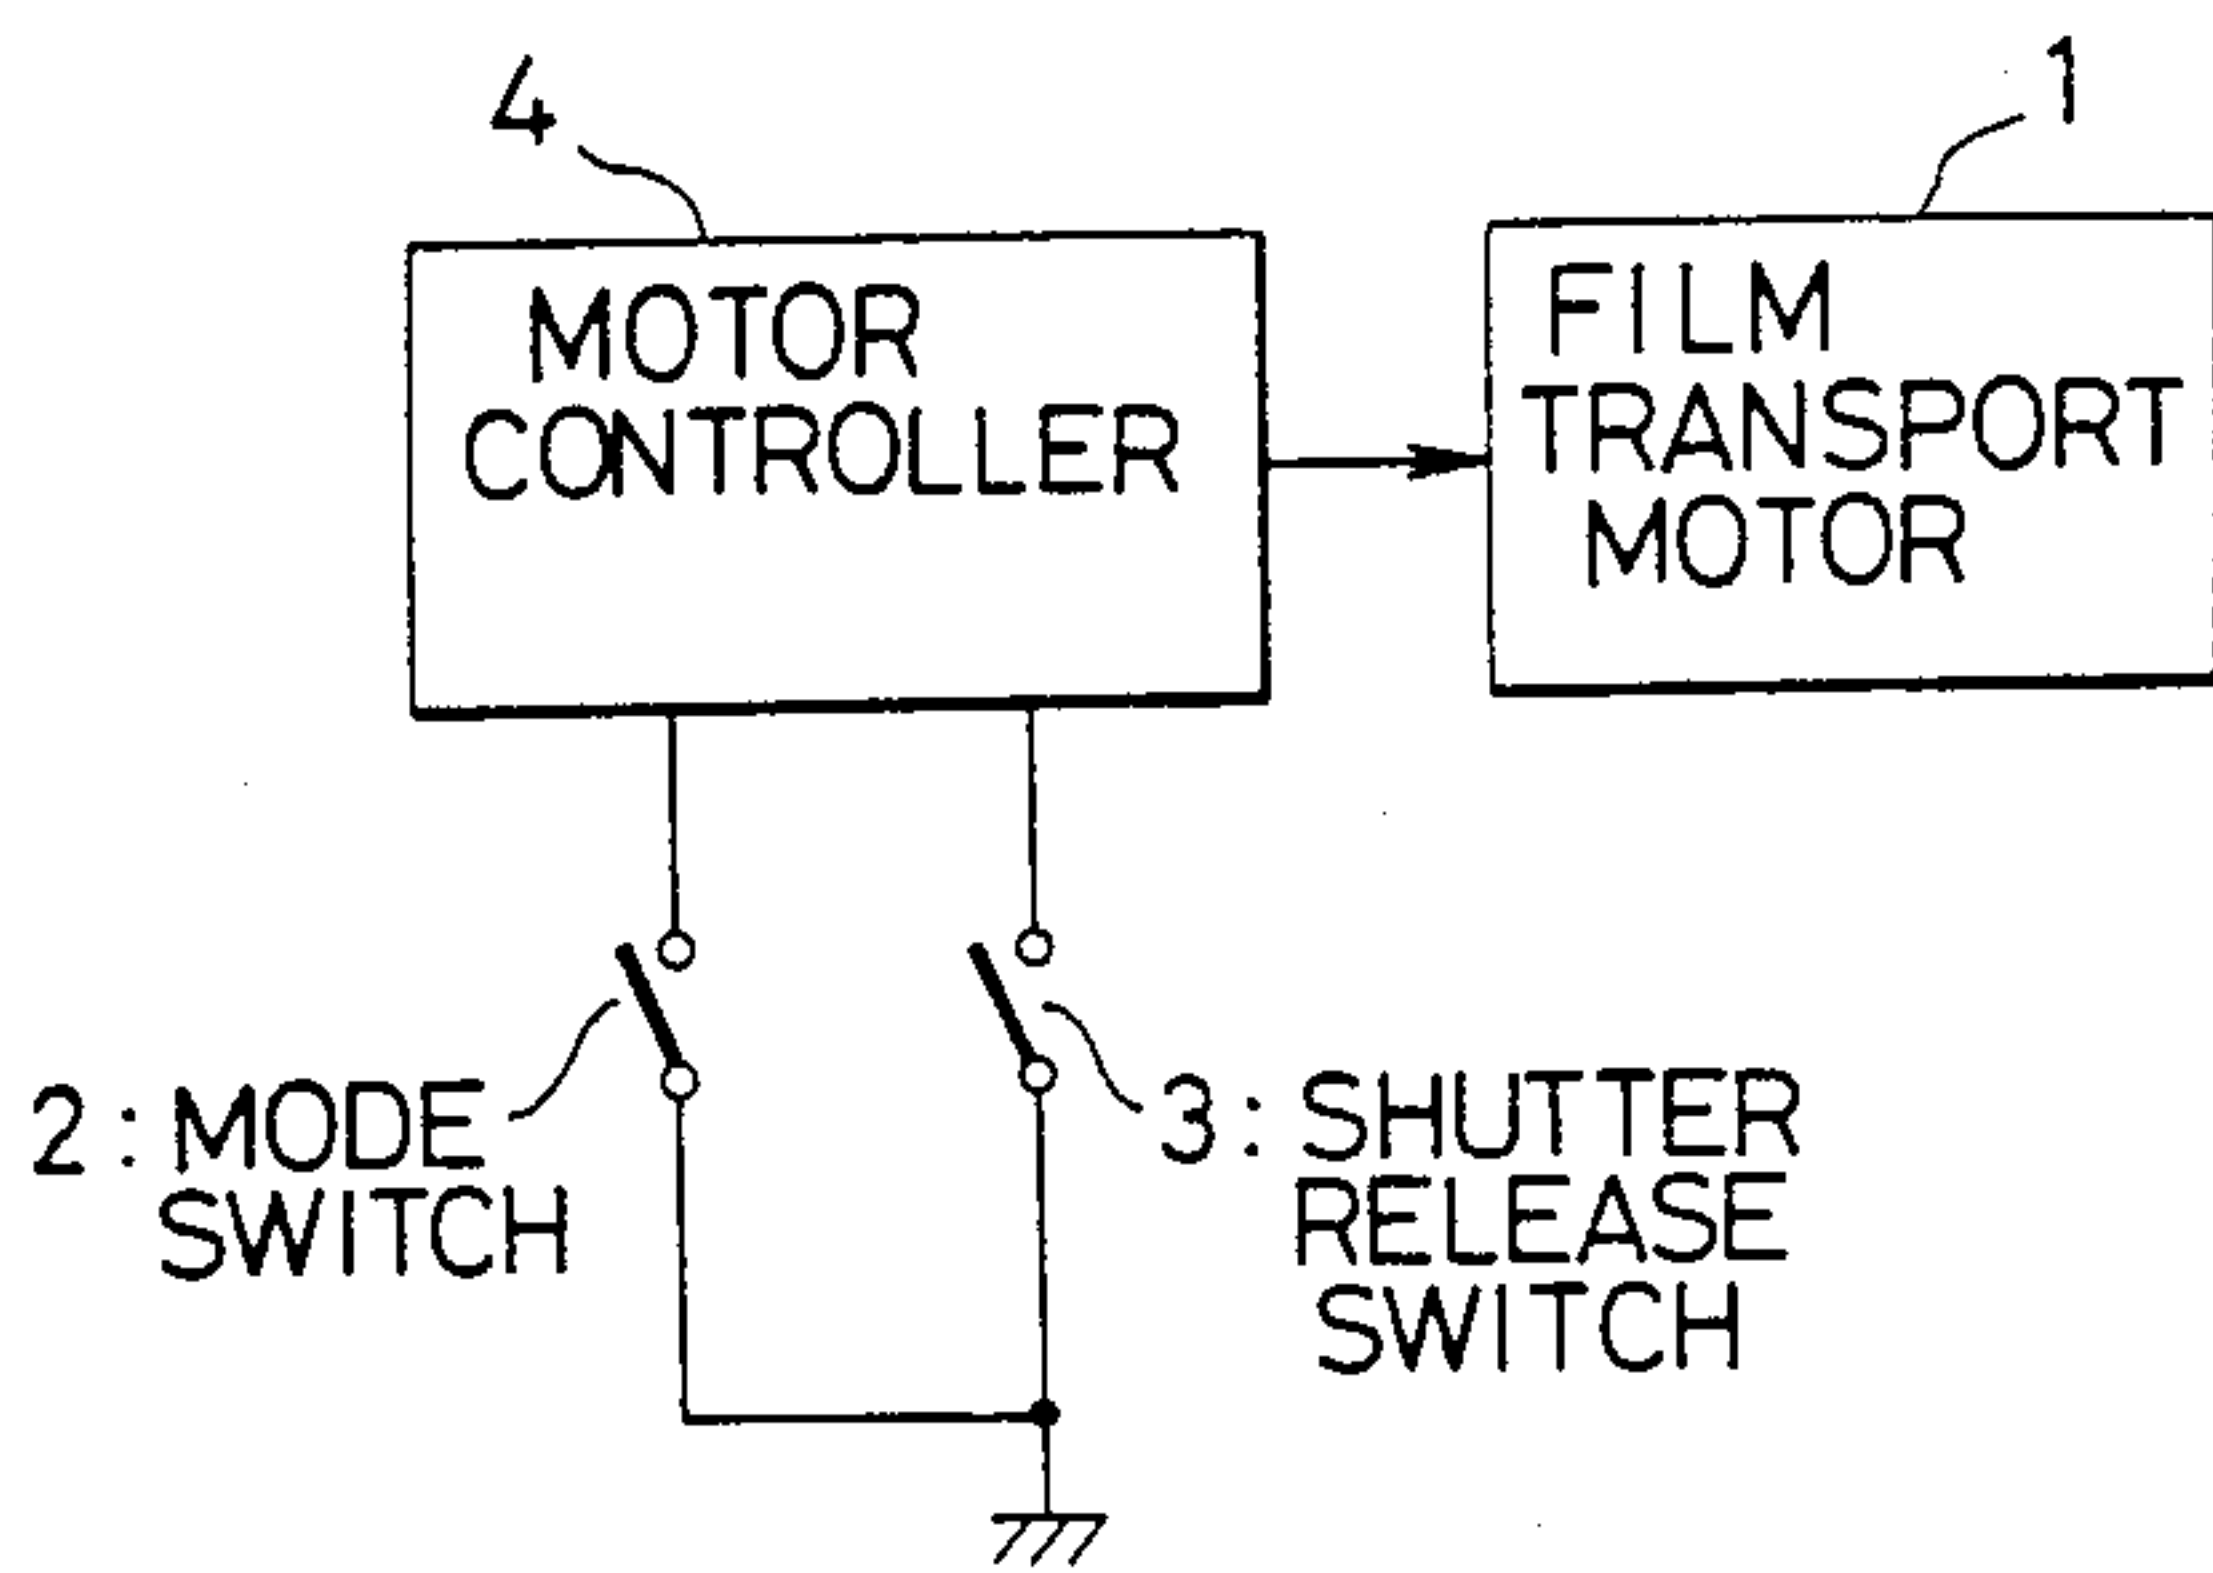 4
1
MOTOR
CONTROLLER
FILM
TRANSPORT
MOTOR
2: MODE
SWITCH
3: SHUTTER
RELEASE
SWITCH